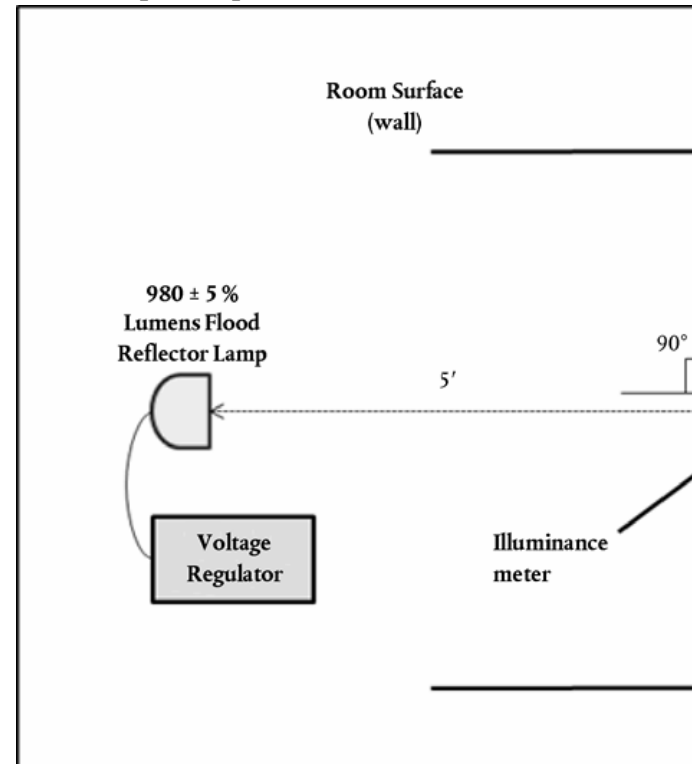 Room Surface
(wall)
980 ± 5 %
Lumens Flood
Reflector Lamp
90°
5′
Voltage
Regulator
Illuminance
meter